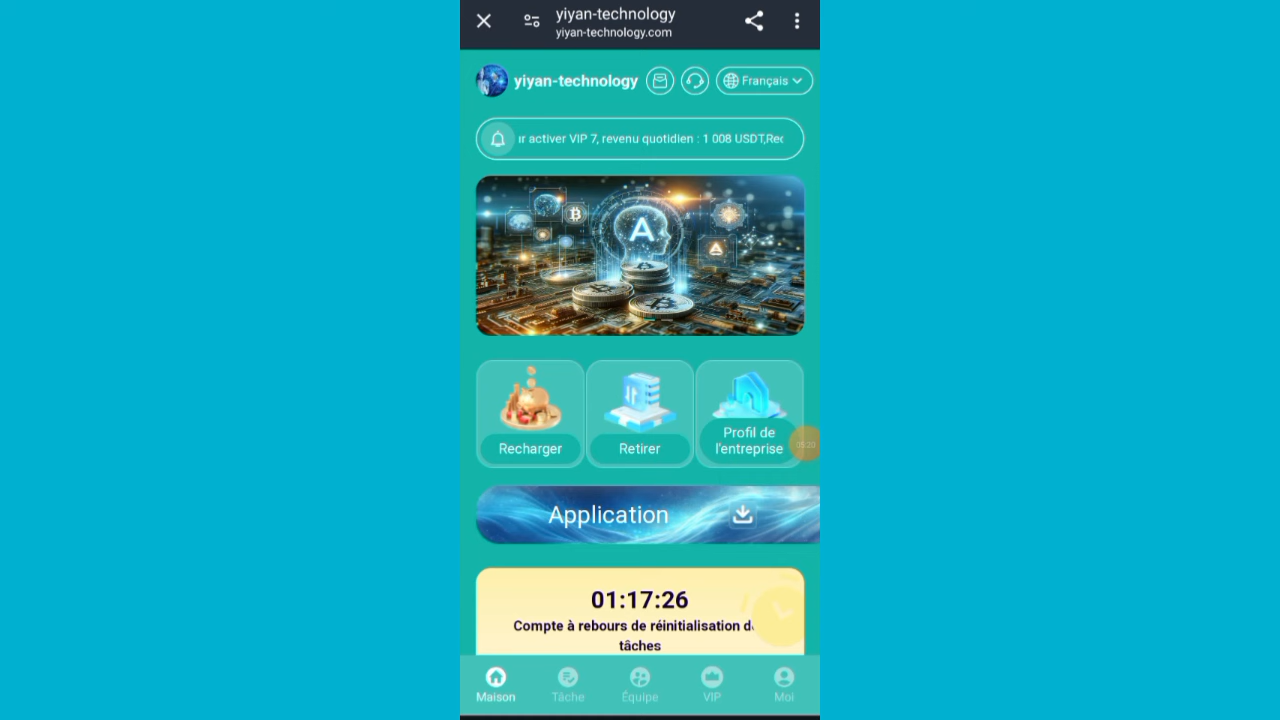 yiyan-technology
yiyan-technology.com
yiyan-technology
Français
ur activer VIP 7, revenu quotidien : 1 008 USDT,Rec
A
Recharger
Retirer
Profil de
l'entreprise
Application
01:17:26
Compte à rebours de réinitialisation d
tâches
Maison
Tâche
Équipe
VIP
Moi